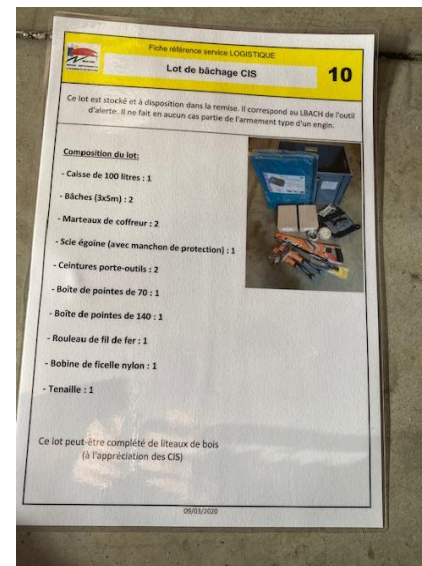 Fiche référence service LOGISTIQUE
Lot de bâchage CIS
10
Ce lot est stocké et à disposition dans la remise. Il correspond au LBACH de l'outil
d'alerte. Il ne fait en aucun cas partie de l'armement type d'un engin.
Composition du lot:
- Caisse de 100 litres : 1
- Bâches (3x5m) : 2
- Marteaux de coffreur : 2
- Scie égoïne (avec manchon de protection) : 1
- Ceintures porte-outils : 2
- Boite de pointes de 70 : 1
- Boîte de pointes de 140 : 1
- Rouleau de fil de fer : 1
- Bobine de ficelle nylon : 1
- Tenaille : 1
Ce lot peut-être complété de liteaux de bois
(à l'appréciation des CIS)
09/03/2020